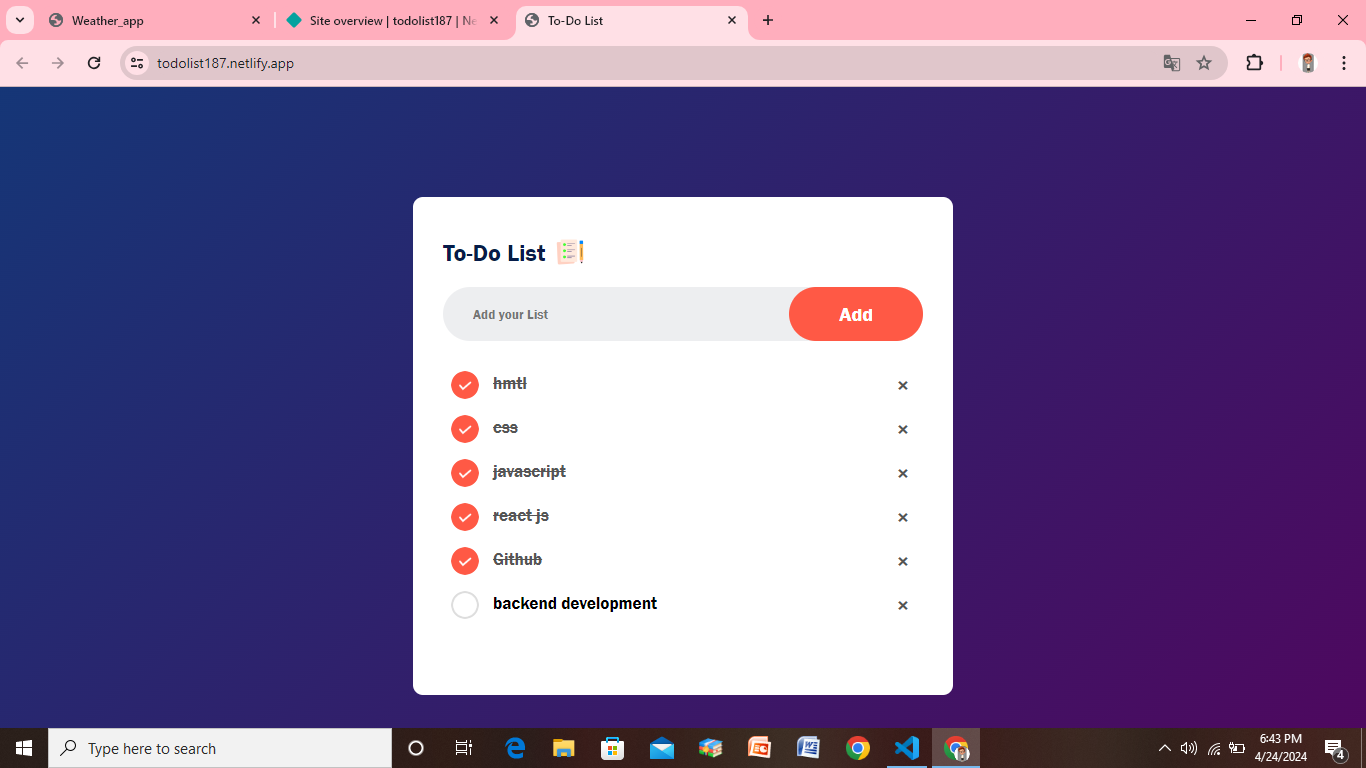 Weather_app
Site overview | todolist187 | Ne
To-Do List
todolist187.netlify.app
To-Do List
Add your List
Add
hmtl
css
javascript
react js
Github
backend development
Type here to search
6:43 PM
4/24/2024
4